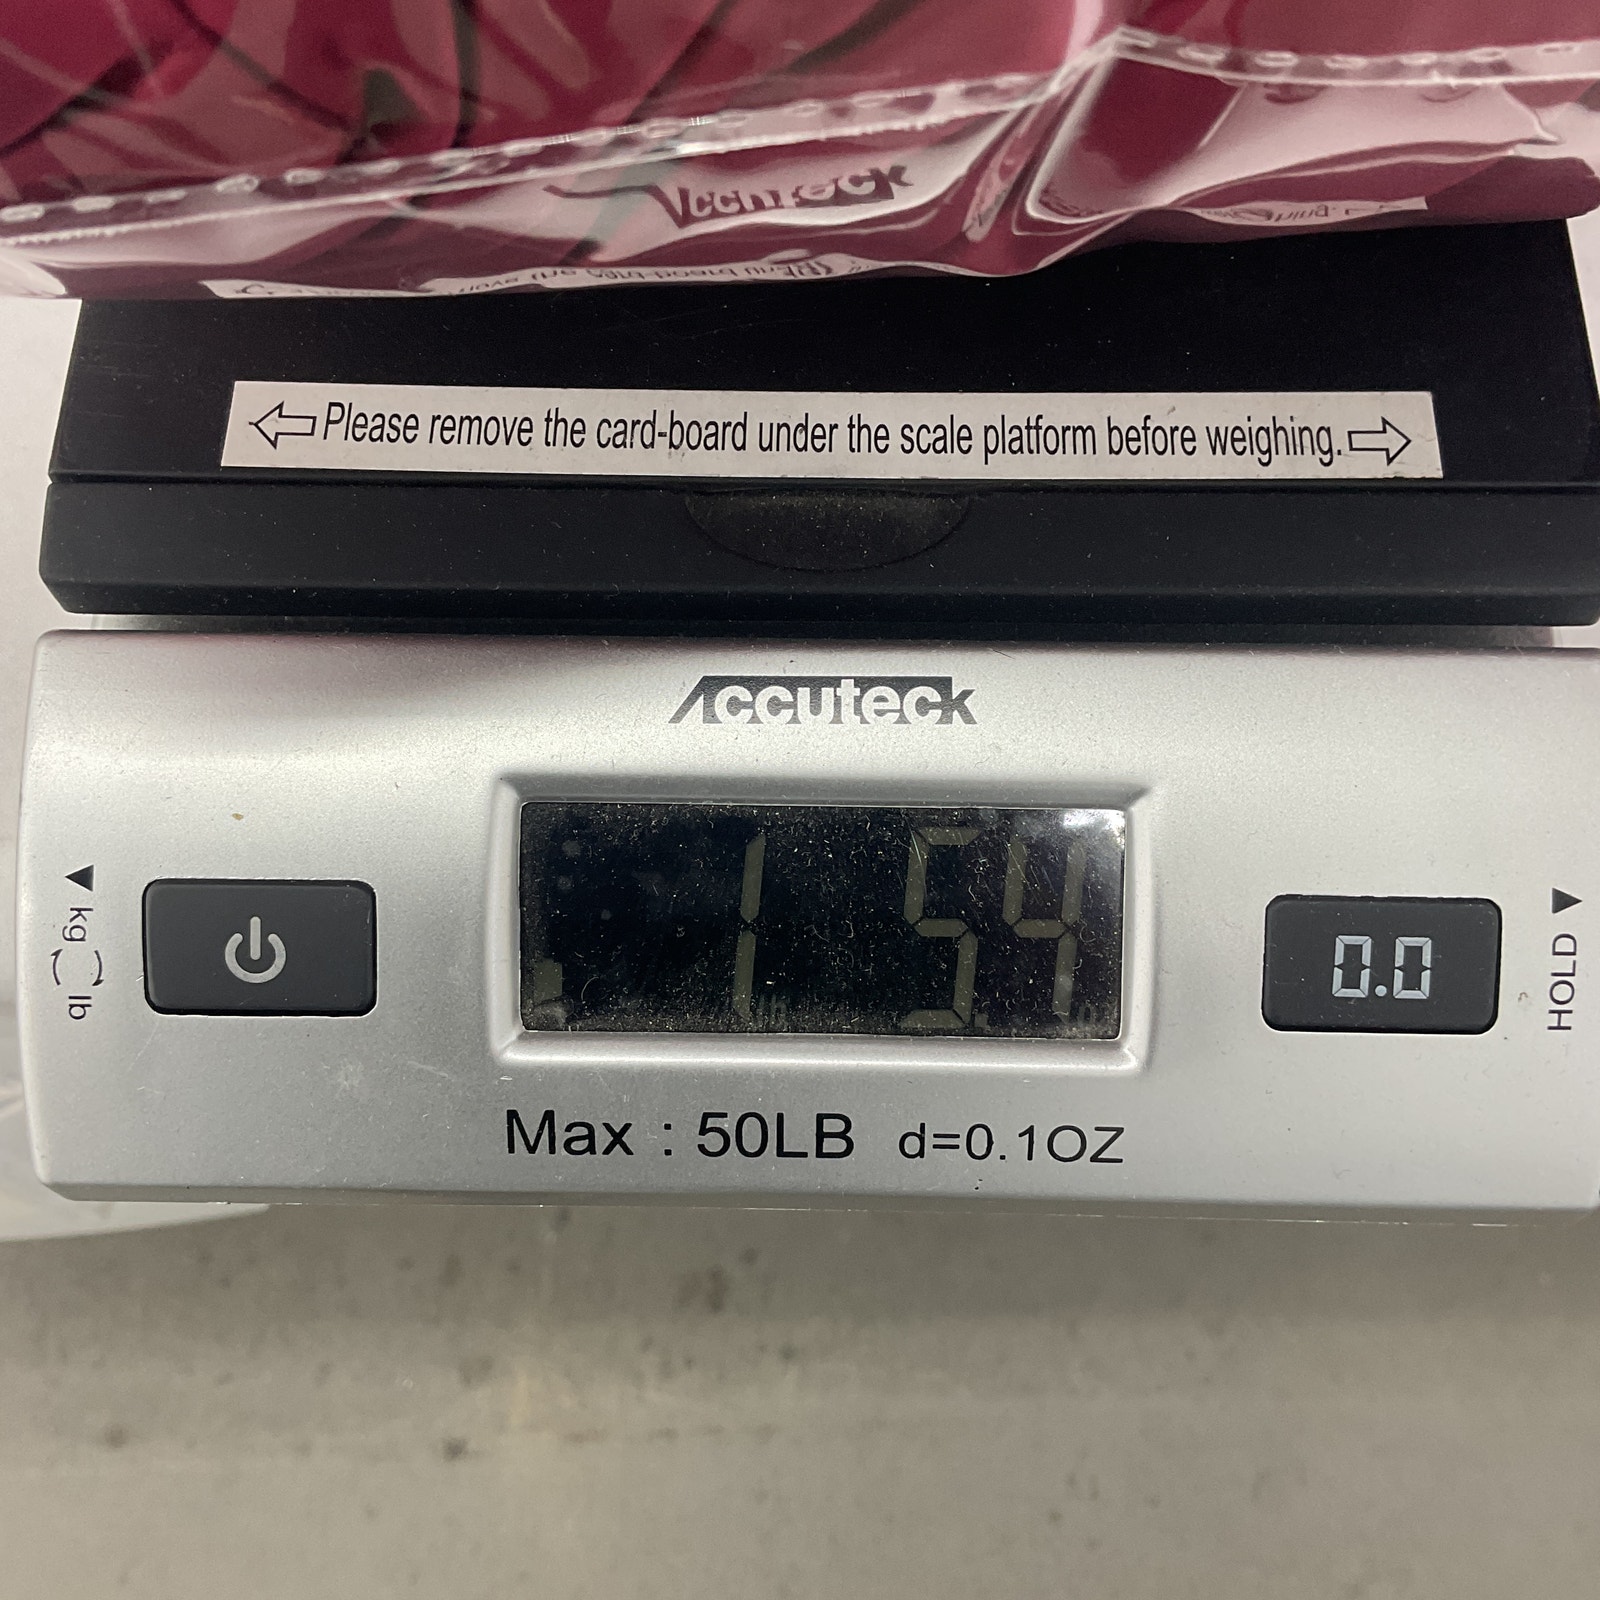 Accuteck
Please remove the card-board under the scale platform before weighing.
Accuteck
kg lb
1 lb 5.4
0.0
HOLD
Max : 50LB d=0.1OZ